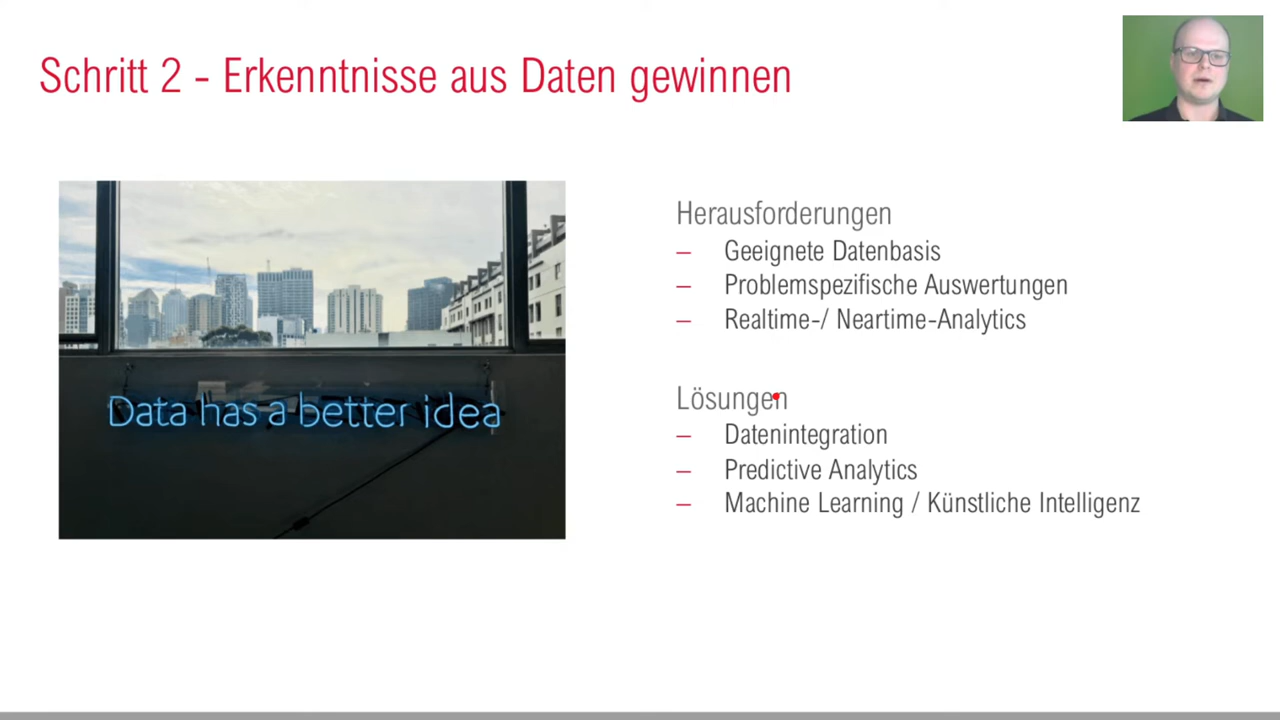 Schritt 2 - Erkenntnisse aus Daten gewinnen
Data has a better idea
Herausforderungen
– Geeignete Datenbasis
– Problemspezifische Auswertungen
– Realtime-/ Neartime-Analytics
Lösungen
– Datenintegration
– Predictive Analytics
– Machine Learning / Künstliche Intelligenz